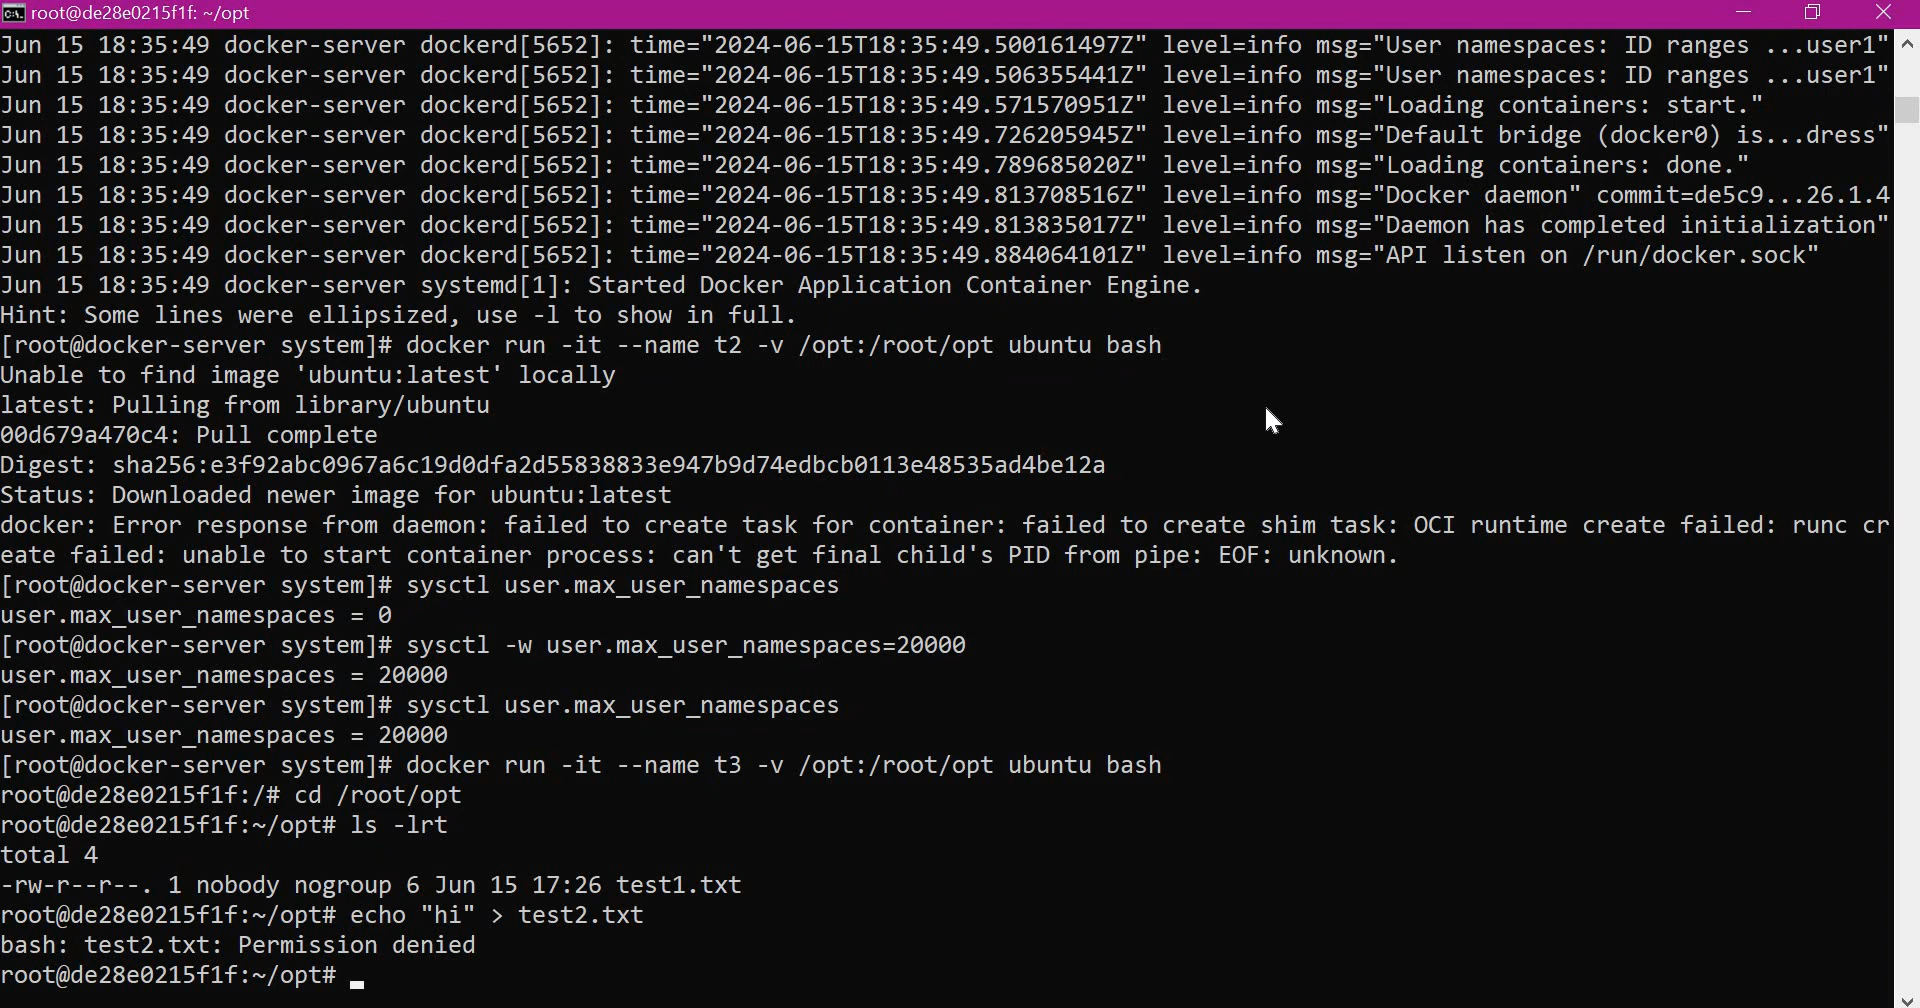 root@de28e0215f1f: ~/opt
Jun 15 18:35:49 docker-server dockerd[5652]: time="2024-06-15T18:35:49.500161497Z" level=info msg="User namespaces: ID ranges ...user1"
Jun 15 18:35:49 docker-server dockerd[5652]: time="2024-06-15T18:35:49.506355441Z" level=info msg="User namespaces: ID ranges ...user1"
Jun 15 18:35:49 docker-server dockerd[5652]: time="2024-06-15T18:35:49.571570951Z" level=info msg="Loading containers: start."
Jun 15 18:35:49 docker-server dockerd[5652]: time="2024-06-15T18:35:49.726205945Z" level=info msg="Default bridge (docker0) is...dress"
Jun 15 18:35:49 docker-server dockerd[5652]: time="2024-06-15T18:35:49.789685020Z" level=info msg="Loading containers: done."
Jun 15 18:35:49 docker-server dockerd[5652]: time="2024-06-15T18:35:49.813708516Z" level=info msg="Docker daemon" commit=de5c9...26.1.4
Jun 15 18:35:49 docker-server dockerd[5652]: time="2024-06-15T18:35:49.813835017Z" level=info msg="Daemon has completed initialization"
Jun 15 18:35:49 docker-server dockerd[5652]: time="2024-06-15T18:35:49.884064101Z" level=info msg="API listen on /run/docker.sock"
Jun 15 18:35:49 docker-server systemd[1]: Started Docker Application Container Engine.
Hint: Some lines were ellipsized, use -l to show in full.
[root@docker-server system]# docker run -it --name t2 -v /opt:/root/opt ubuntu bash
Unable to find image 'ubuntu:latest' locally
latest: Pulling from library/ubuntu
00d679a470c4: Pull complete
Digest: sha256:e3f92abc0967a6c19d0dfa2d55838833e947b9d74edbcb0113e48535ad4be12a
Status: Downloaded newer image for ubuntu:latest
docker: Error response from daemon: failed to create task for container: failed to create shim task: OCI runtime create failed: runc cr
eate failed: unable to start container process: can't get final child's PID from pipe: EOF: unknown.
[root@docker-server system]# sysctl user.max_user_namespaces
user.max_user_namespaces = 0
[root@docker-server system]# sysctl -w user.max_user_namespaces=20000
user.max_user_namespaces = 20000
[root@docker-server system]# sysctl user.max_user_namespaces
user.max_user_namespaces = 20000
[root@docker-server system]# docker run -it --name t3 -v /opt:/root/opt ubuntu bash
root@de28e0215f1f:/# cd /root/opt
root@de28e0215f1f:~/opt# ls -lrt
total 4
-rw-r--r--. 1 nobody nogroup 6 Jun 15 17:26 test1.txt
root@de28e0215f1f:~/opt# echo "hi" > test2.txt
bash: test2.txt: Permission denied
root@de28e0215f1f:~/opt#